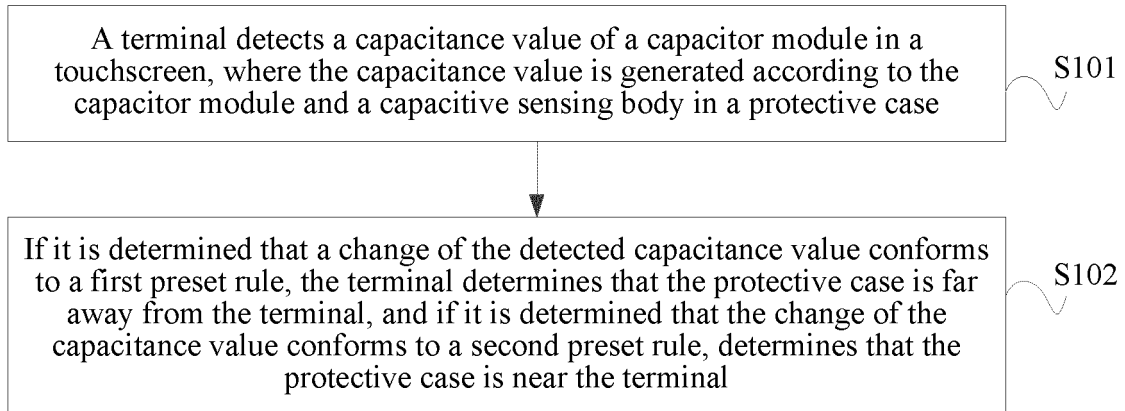 A terminal detects a capacitance value of a capacitor module in a
touchscreen, where the capacitance value is generated according to the
capacitor module and a capacitive sensing body in a protective case
S101
If it is determined that a change of the detected capacitance value conforms
to a first preset rule, the terminal determines that the protective case is far
away from the terminal, and if it is determined that the change of the
capacitance value conforms to a second preset rule, determines that the
protective case is near the terminal
S102